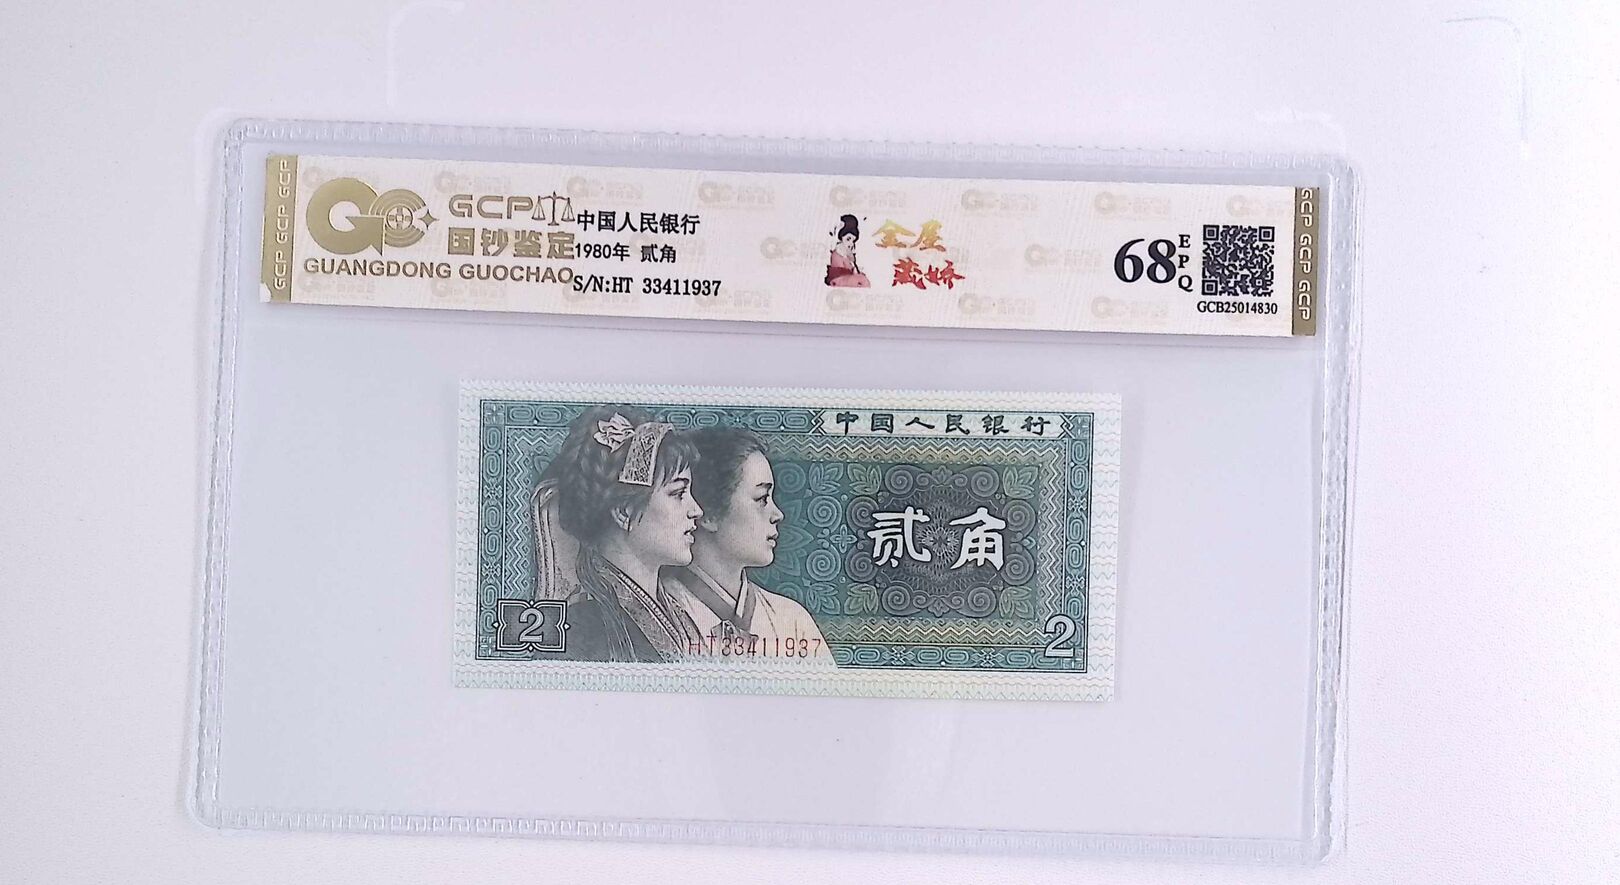 GCP GCP GCP
GCP
国钞鉴定
GUANGDONG GUOCHAO
中国人民银行
1980年 贰角
S/N:HT 33411937
金屋
藏娇
68
EPQ
GCB25014830
GCP GCP GCP
中国人民银行
贰角
2
HT33411937
2